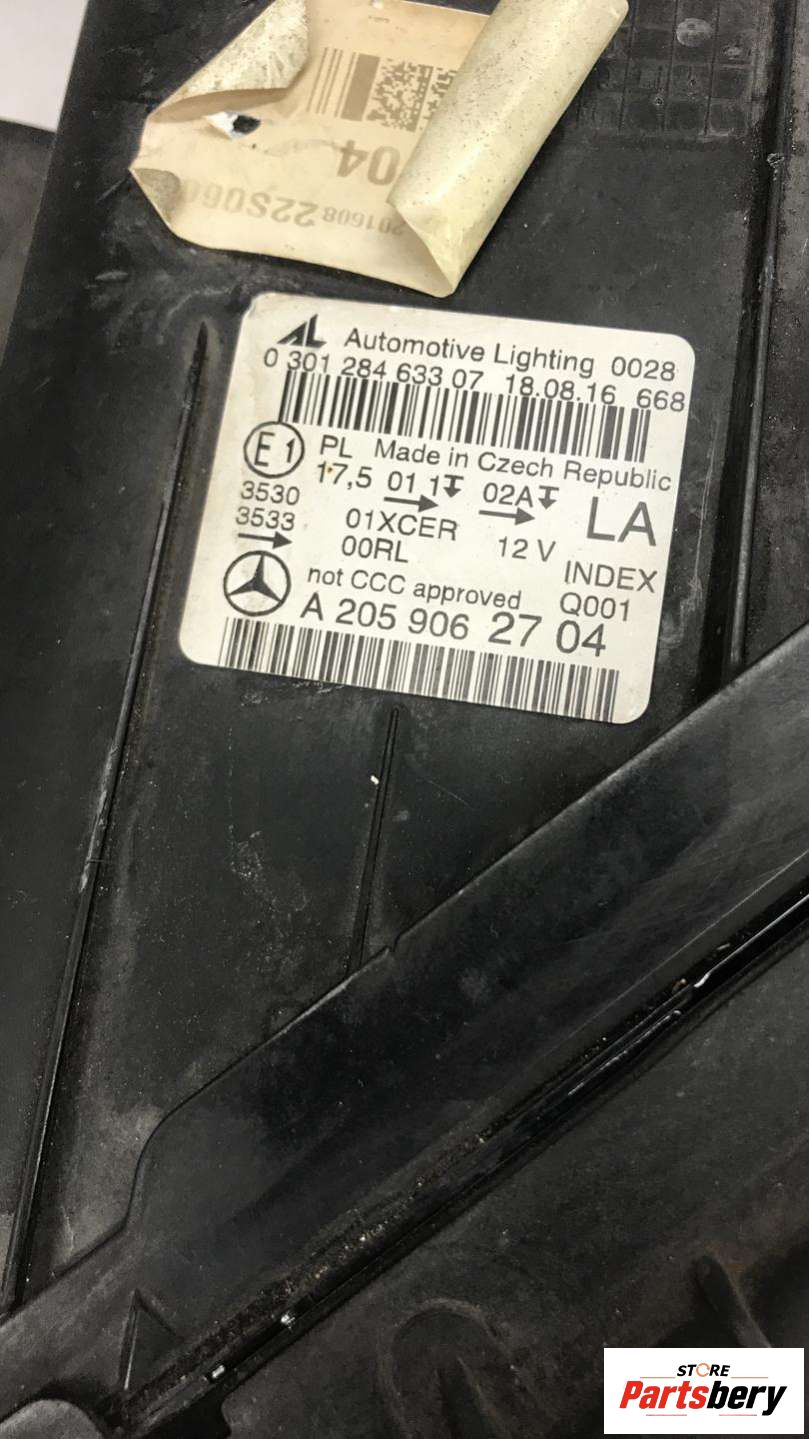 04
201608 22S060
AL Automotive Lighting 0028
0 301 284 633 07 18.08.16 668
E1 PL Made in Czech Republic
17,5 01 1 02A LA
3530
3533 01XCER 12 V
00RL INDEX
not CCC approved Q001
A 205 906 27 04
STORE
Partsbery